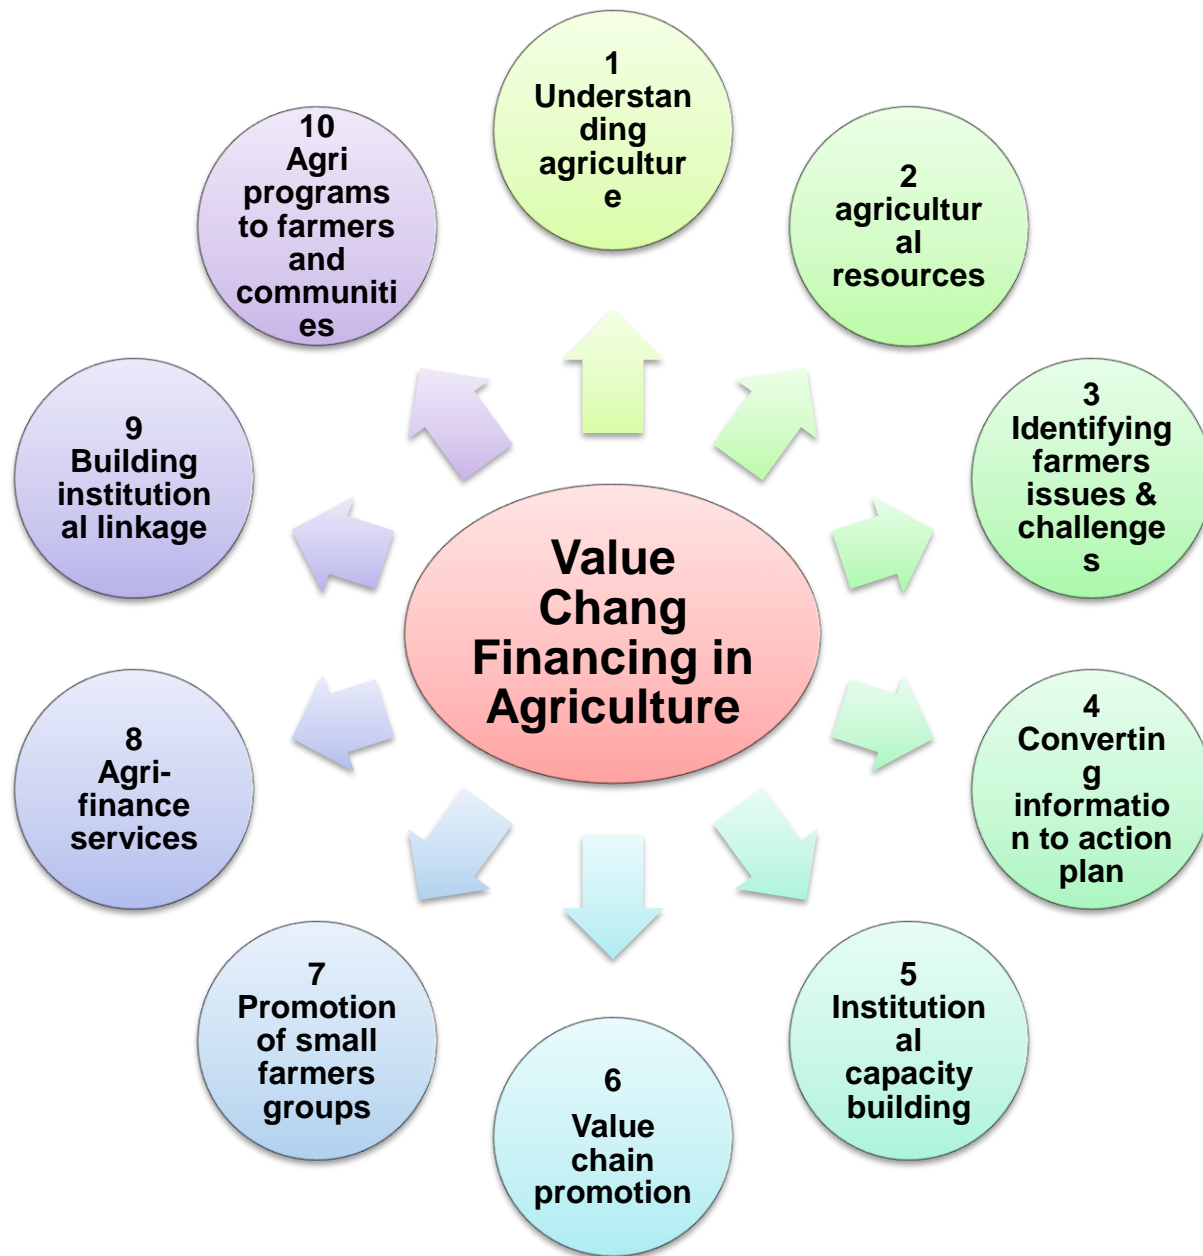 1
Understan
ding
agricultur
e
2
agricultur
al
resources
3
Identifying
farmers
issues &
challenge
s
4
Convertin
g
informatio
n to action
plan
5
Institution
al
capacity
building
6
Value
chain
promotion
7
Promotion
of small
farmers
groups
8
Agri-
finance
services
9
Building
institution
al linkage
10
Agri
programs
to farmers
and
communiti
es
Value
Chang
Financing in
Agriculture